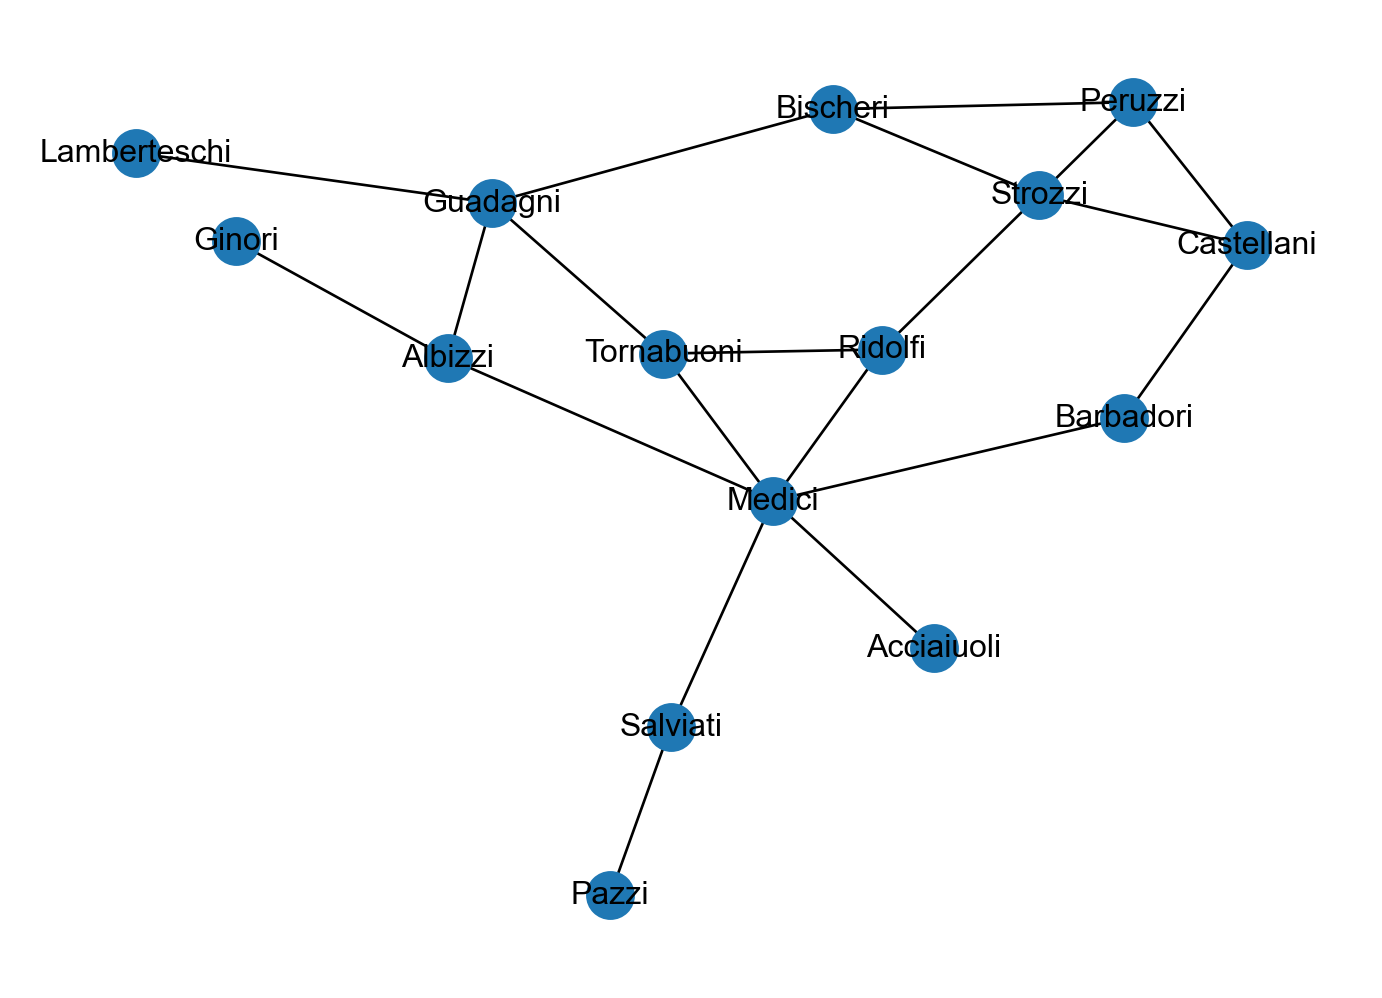 Peruzzi
Bischeri
Lamberteschi
Strozzi
Guadagni
Ginori
Castellani
Ridolfi
Tornabuoni
Albizzi
Barbadori
Medici
Acciaiuoli
Salviati
Pazzi